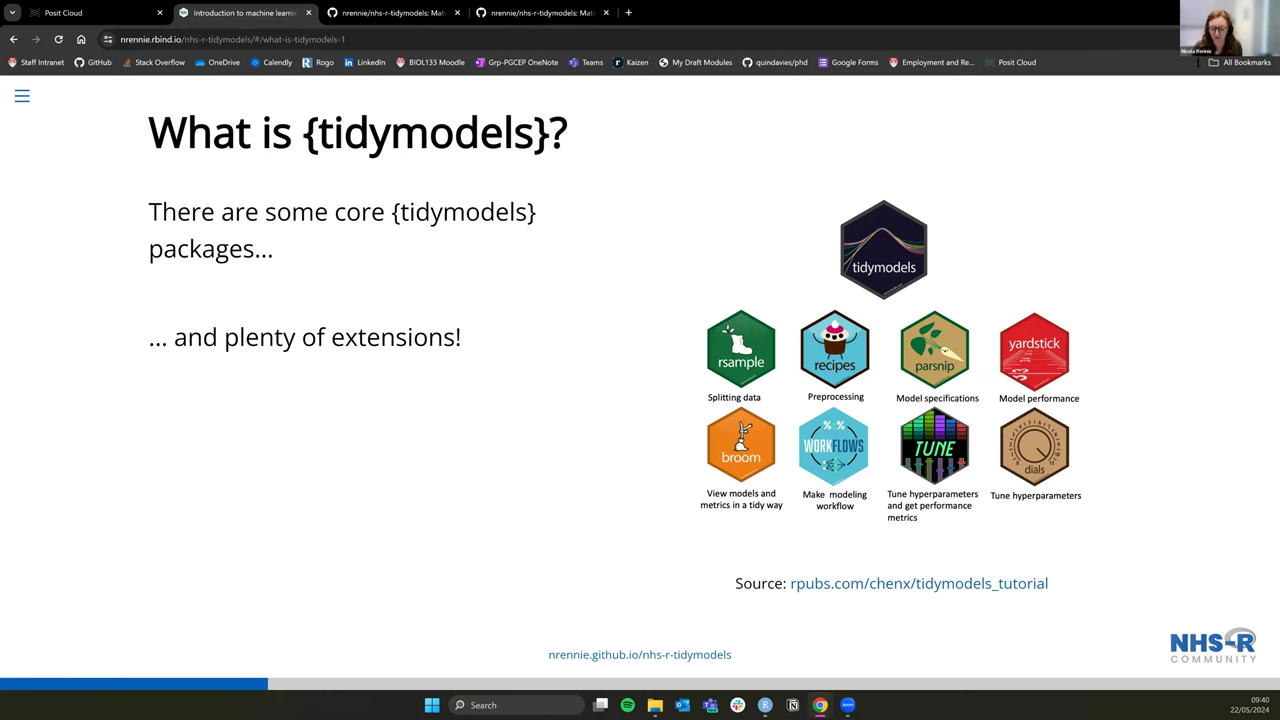 Posit Cloud
Introduction to machine learni
nrennie/nhs-r-tidymodels: Mat
nrennie/nhs-r-tidymodels: Mat
nrennie.rbind.io/nhs-r-tidymodels/#/what-is-tidymodels-1
Staff Intranet
GitHub
Stack Overflow
OneDrive
Calendly
Rogo
LinkedIn
BIOL133 Moodle
Grp-PGCEP OneNote
Teams
Kaizen
My Draft Modules
quindavies/phd
Google Forms
Employment and Re...
Posit Cloud
All Bookmarks
Nicola Rennie
What is {tidymodels}?
There are some core {tidymodels}
packages...
... and plenty of extensions!
tidymodels
rsample
recipes
parsnip
yardstick
Splitting data
Preprocessing
Model specifications
Model performance
broom
WORKFLOWS
TUNE
dials
View models and
metrics in a tidy way
Make modeling
workflow
Tune hyperparameters
and get performance
metrics
Tune hyperparameters
Source: rpubs.com/chenx/tidymodels_tutorial
nrennie.github.io/nhs-r-tidymodels
NHS-R
COMMUNITY
Search
09:40
22/05/2024